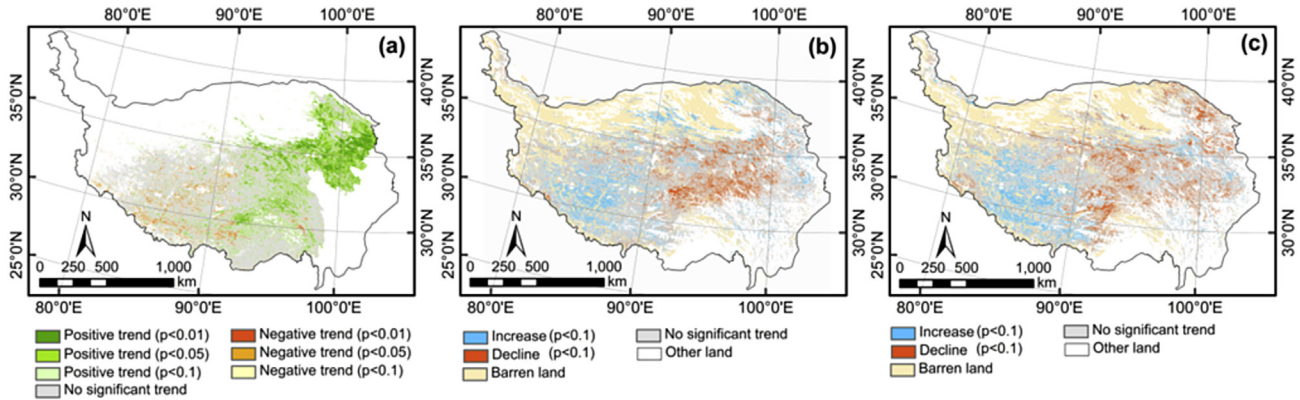 80°0'E 90°0'E 100°0'E
(a)
35°0'N 30°0'N 25°0'N
40°0'N 35°0'N 30°0'N
N
0 250 500 1,000
km
80°0'E 90°0'E 100°0'E
Positive trend (p<0.01)
Positive trend (p<0.05)
Positive trend (p<0.1)
No significant trend
Negative trend (p<0.01)
Negative trend (p<0.05)
Negative trend (p<0.1)
80°0'E 90°0'E 100°0'E
(b)
35°0'N 30°0'N 25°0'N
40°0'N 35°0'N 30°0'N
N
0 250 500 1,000
km
80°0'E 90°0'E 100°0'E
Increase (p<0.1)
Decline (p<0.1)
Barren land
No significant trend
Other land
80°0'E 90°0'E 100°0'E
(c)
35°0'N 30°0'N 25°0'N
40°0'N 35°0'N 30°0'N
N
0 250 500 1,000
km
80°0'E 90°0'E 100°0'E
Increase (p<0.1)
Decline (p<0.1)
Barren land
No significant trend
Other land